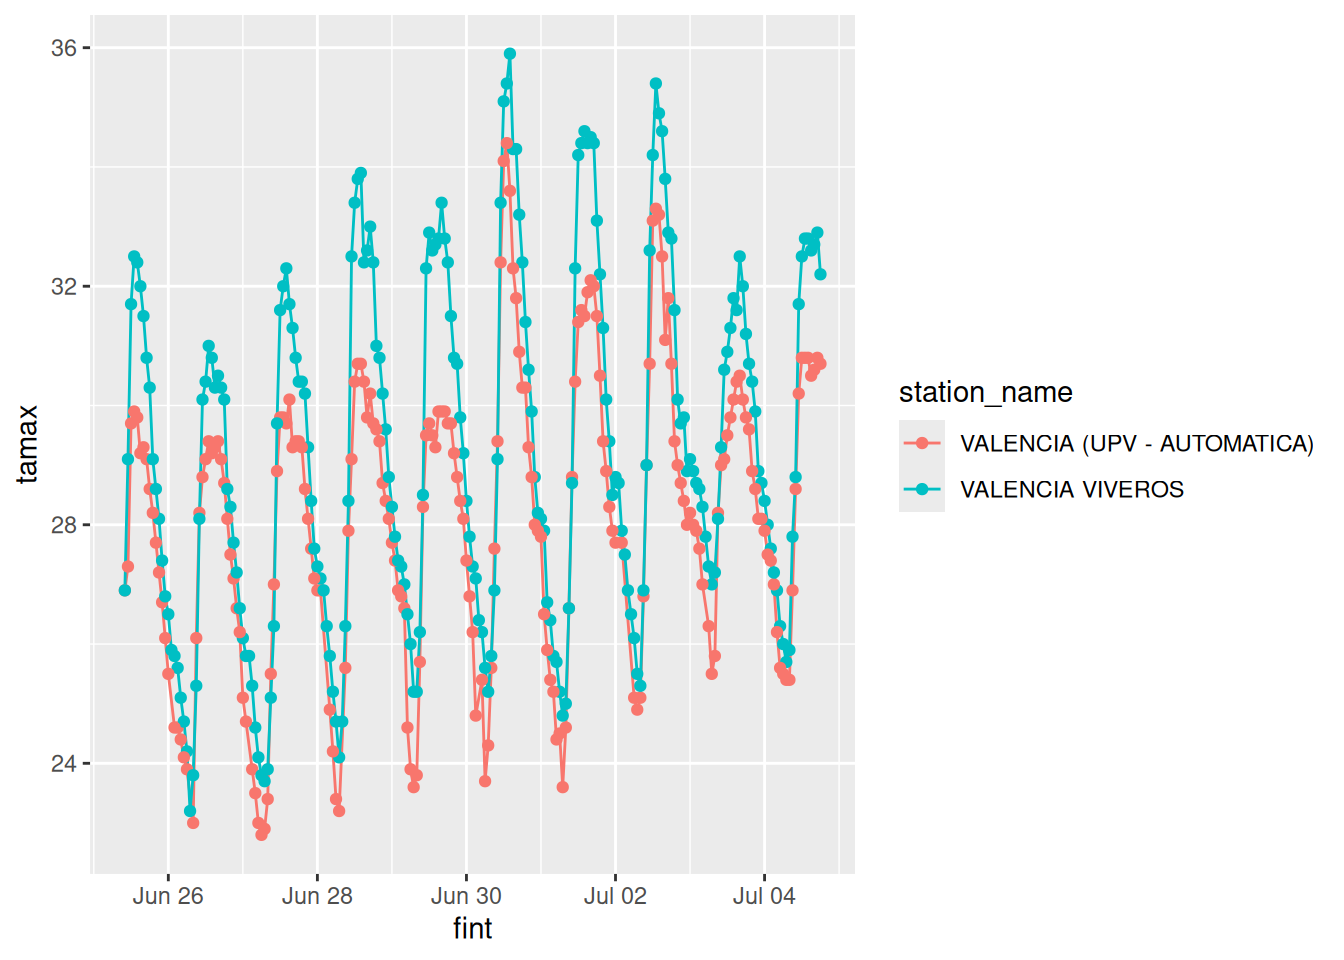 36
32
28
24
tamax
Jun 26
Jun 28
Jun 30
Jul 02
Jul 04
fint
station_name
VALENCIA (UPV - AUTOMATICA)
VALENCIA VIVEROS